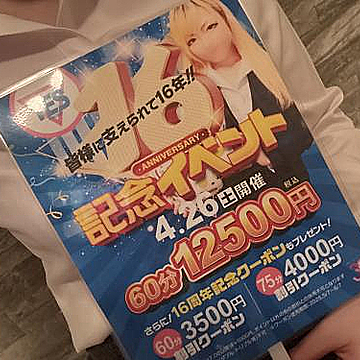 YES
皆様に支えられて16年!!
16
ANNIVERSARY
記念イベント
4.26日開催
60分12500円 税込
さらに16周年記念クーポンもプレゼント!
60分 3500円 割引クーポン
75分 4000円 割引クーポン